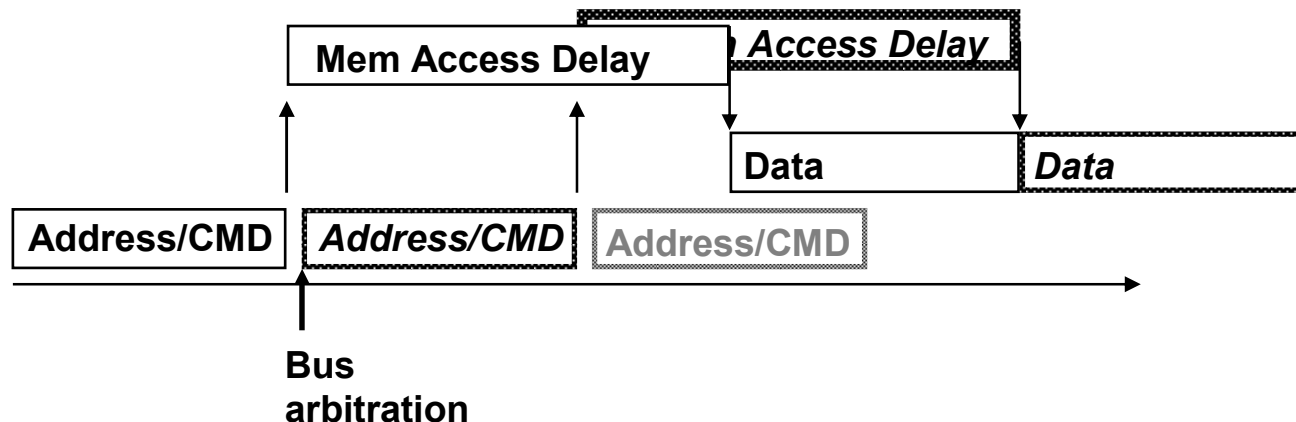 Mem Access Delay
Access Delay
Data
Data
Address/CMD
Address/CMD
Address/CMD
Bus
arbitration